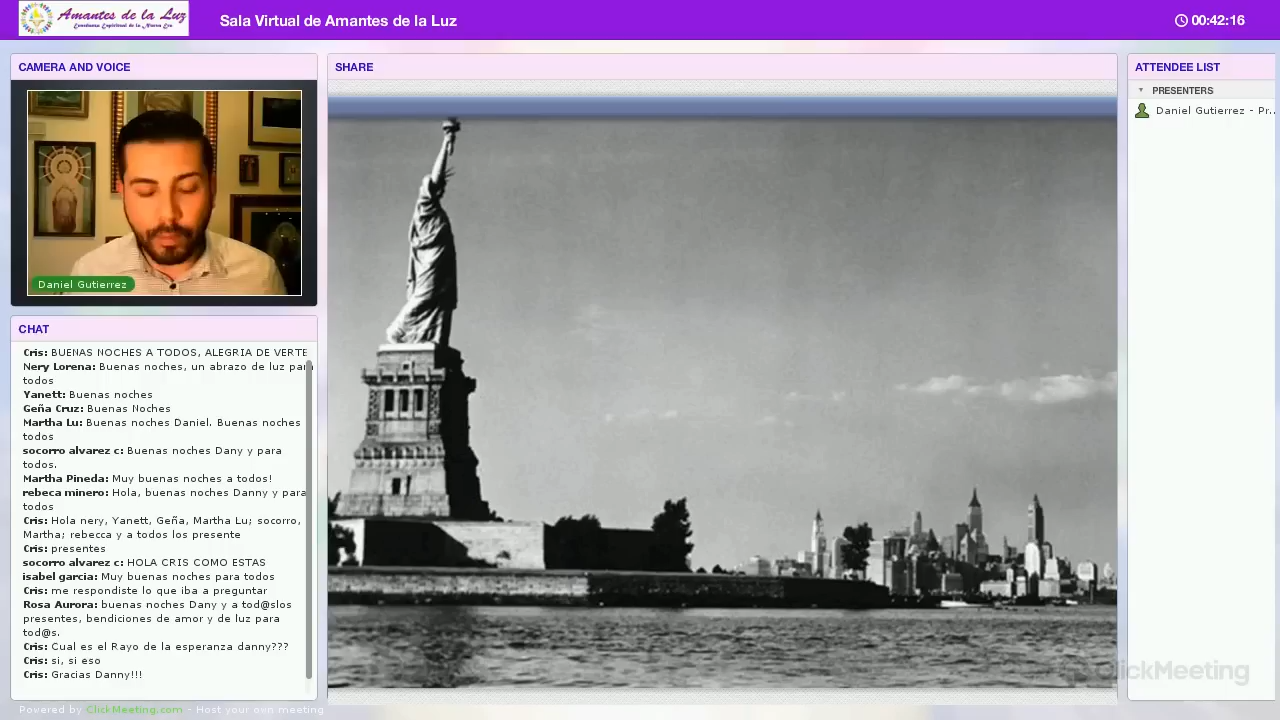 Amantes de la Luz
Enseñanza Espiritual de la Nueva Era
Sala Virtual de Amantes de la Luz
00:42:16
CAMERA AND VOICE
Daniel Gutierrez
CHAT
Cris: BUENAS NOCHES A TODOS, ALEGRIA DE VERTE
Nery Lorena: Buenas noches, un abrazo de luz para
todos
Yanett: Buenas noches
Geña Cruz: Buenas Noches
Martha Lu: Buenas noches Daniel. Buenas noches
todos
socorro alvarez c: Buenas noches Dany y para
todos.
Martha Pineda: Muy buenas noches a todos!
rebeca minero: Hola, buenas noches Danny y para
todos
Cris: Hola nery, Yanett, Geña, Martha Lu; socorro,
Martha; rebecca y a todos los presente
Cris: presentes
socorro alvarez c: HOLA CRIS COMO ESTAS
isabel garcia: Muy buenas noches para todos
Cris: me respondiste lo que iba a preguntar
Rosa Aurora: buenas noches Dany y a tod@slos
presentes, bendiciones de amor y de luz para
tod@s.
Cris: Cual es el Rayo de la esperanza danny???
Cris: si, si eso
Cris: Gracias Danny!!!
Powered by ClickMeeting.com - Host your own meeting
SHARE
ClickMeeting
ATTENDEE LIST
PRESENTERS
Daniel Gutierrez - Pr..